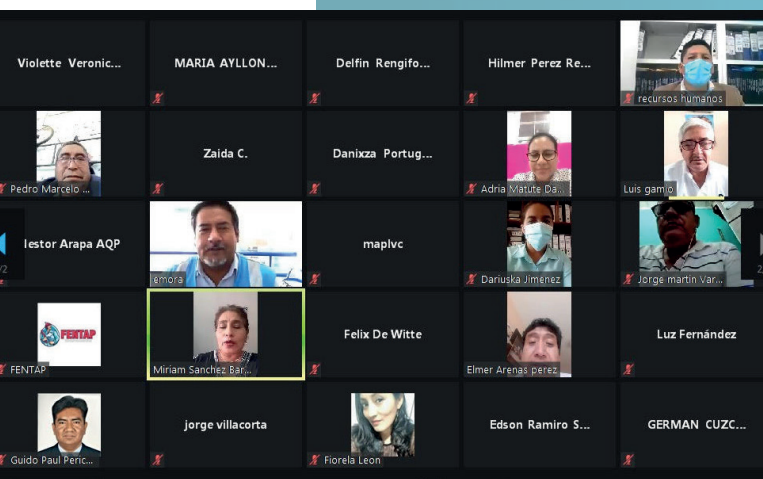 Violette Veronic...
MARIA AYLLON...
Delfin Rengifo...
Hilmer Perez Re...
recursos humanos
Pedro Marcelo ...
Zaida C.
Danixza Portug...
Adria Matute Da...
Luis gamio
lestor Arapa AQP
emora
maplvc
Dariuska Jimenez
Jorge martin Var...
FENTAP
FENTAP
Miriam Sanchez Bar...
Felix De Witte
Elmer Arenas perez
Luz Fernández
Guido Paul Peric...
jorge villacorta
Fiorela Leon
Edson Ramiro S...
GERMAN CUZC...